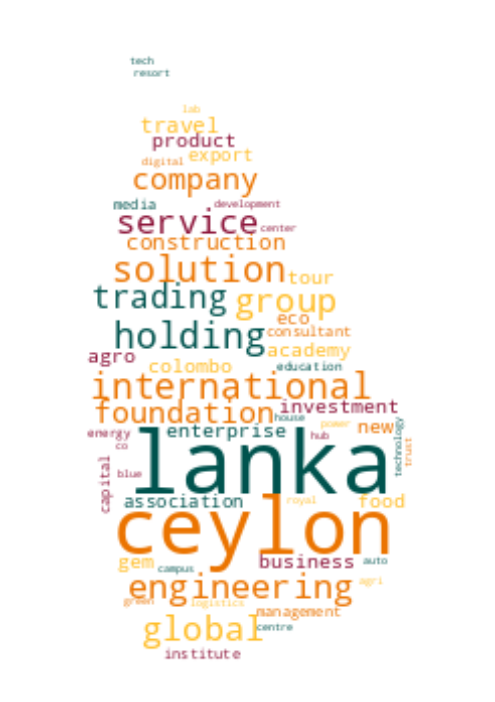 tech
resort
lab
travel
product
digital export
company
media development
service center
construction
solution tour
trading group
eco
holding consultant
agro academy
colombo education
international
foundation investment
house
energy enterprise hub power new
co
lanka
technology
trust
capital
blue
association royal food
ceylon
gem campus business auto
engineering agri
green logistics management
global centre
institute